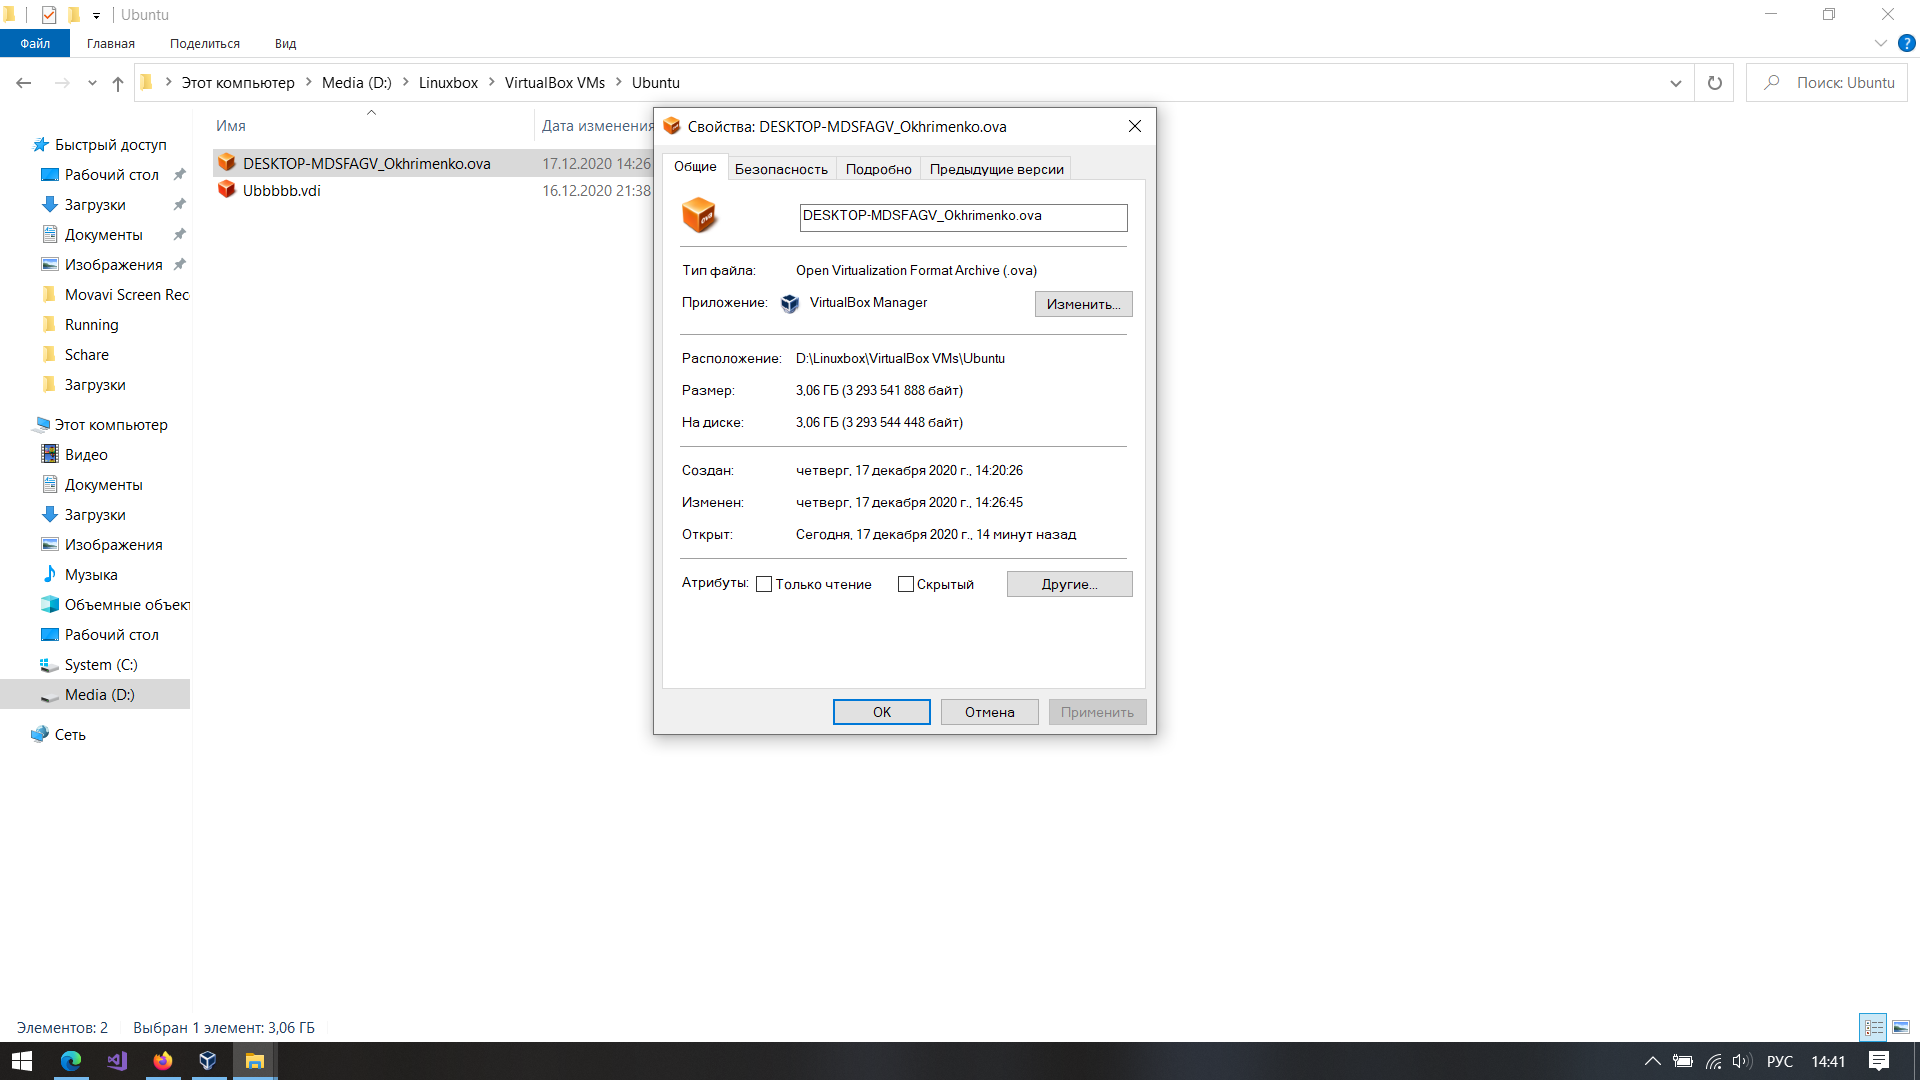 Ubuntu
Файл Главная Поделиться Вид
Этот компьютер Media (D:) Linuxbox VirtualBox VMs Ubuntu
Поиск: Ubuntu
Имя Дата изменения
DESKTOP-MDSFAGV_Okhrimenko.ova 17.12.2020 14:26
Ubbbbb.vdi 16.12.2020 21:38
Быстрый доступ
Рабочий стол
Загрузки
Документы
Изображения
Movavi Screen Rec
Running
Schare
Загрузки
Этот компьютер
Видео
Документы
Загрузки
Изображения
Музыка
Объемные объект
Рабочий стол
System (C:)
Media (D:)
Сеть
Свойства: DESKTOP-MDSFAGV_Okhrimenko.ova
Общие Безопасность Подробно Предыдущие версии
ova
DESKTOP-MDSFAGV_Okhrimenko.ova
Тип файла: Open Virtualization Format Archive (.ova)
Приложение: VirtualBox Manager Изменить...
Расположение: D:\Linuxbox\VirtualBox VMs\Ubuntu
Размер: 3,06 ГБ (3 293 541 888 байт)
На диске: 3,06 ГБ (3 293 544 448 байт)
Создан: четверг, 17 декабря 2020 г., 14:20:26
Изменен: четверг, 17 декабря 2020 г., 14:26:45
Открыт: Сегодня, 17 декабря 2020 г., 14 минут назад
Атрибуты: Только чтение Скрытый Другие...
OK Отмена Применить
Элементов: 2 Выбран 1 элемент: 3,06 ГБ
РУС 14:41